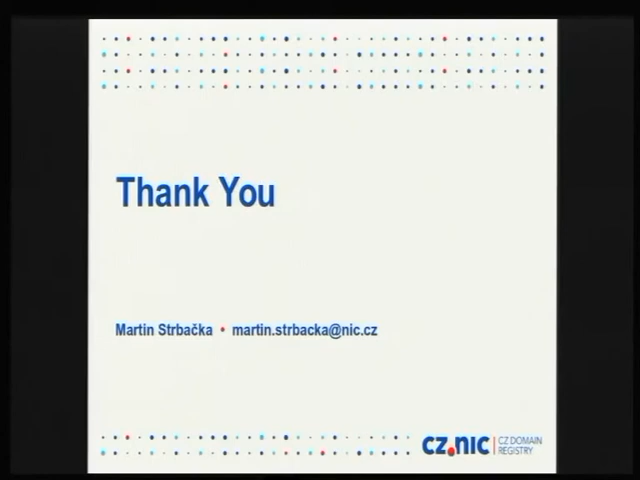 Thank You
Martin Strbačka • martin.strbacka@nic.cz
cz.nic | CZ DOMAIN
REGISTRY